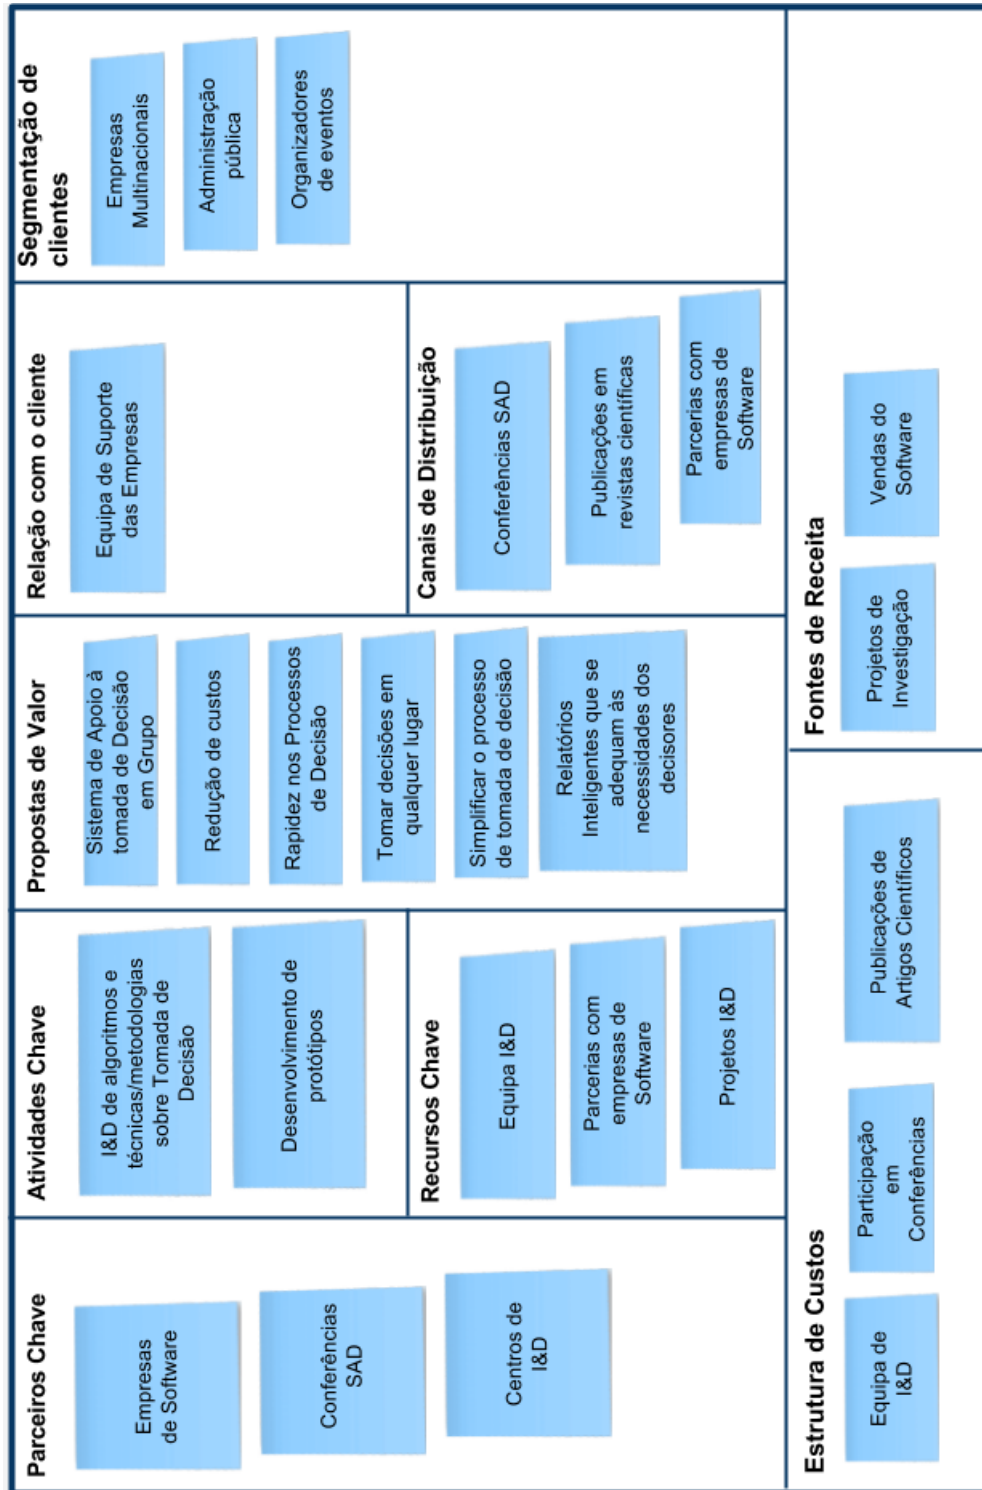 Parceiros Chave
Empresas
de Software
Conferências
SAD
Centros de
I&D
Atividades Chave
I&D de algoritmos e
técnicas/metodologias
sobre Tomada de
Decisão
Desenvolvimento de
protótipos
Recursos Chave
Equipa I&D
Parcerias com
empresas de
Software
Projetos I&D
Propostas de Valor
Sistema de Apoio à
tomada de Decisão
em Grupo
Redução de custos
Rapidez nos Processos
de Decisão
Tomar decisões em
qualquer lugar
Simplificar o processo
de tomada de decisão
Relatórios
Inteligentes que se
adequam às
necessidades dos
decisores
Relação com o cliente
Equipa de Suporte
das Empresas
Canais de Distribuição
Conferências SAD
Publicações em
revistas científicas
Parcerias com
empresas de
Software
Segmentação de
clientes
Empresas
Multinacionais
Administração
pública
Organizadores
de eventos
Estrutura de Custos
Equipa de
I&D
Participação
em
Conferências
Publicações de
Artigos Científicos
Fontes de Receita
Projetos de
Investigação
Vendas do
Software